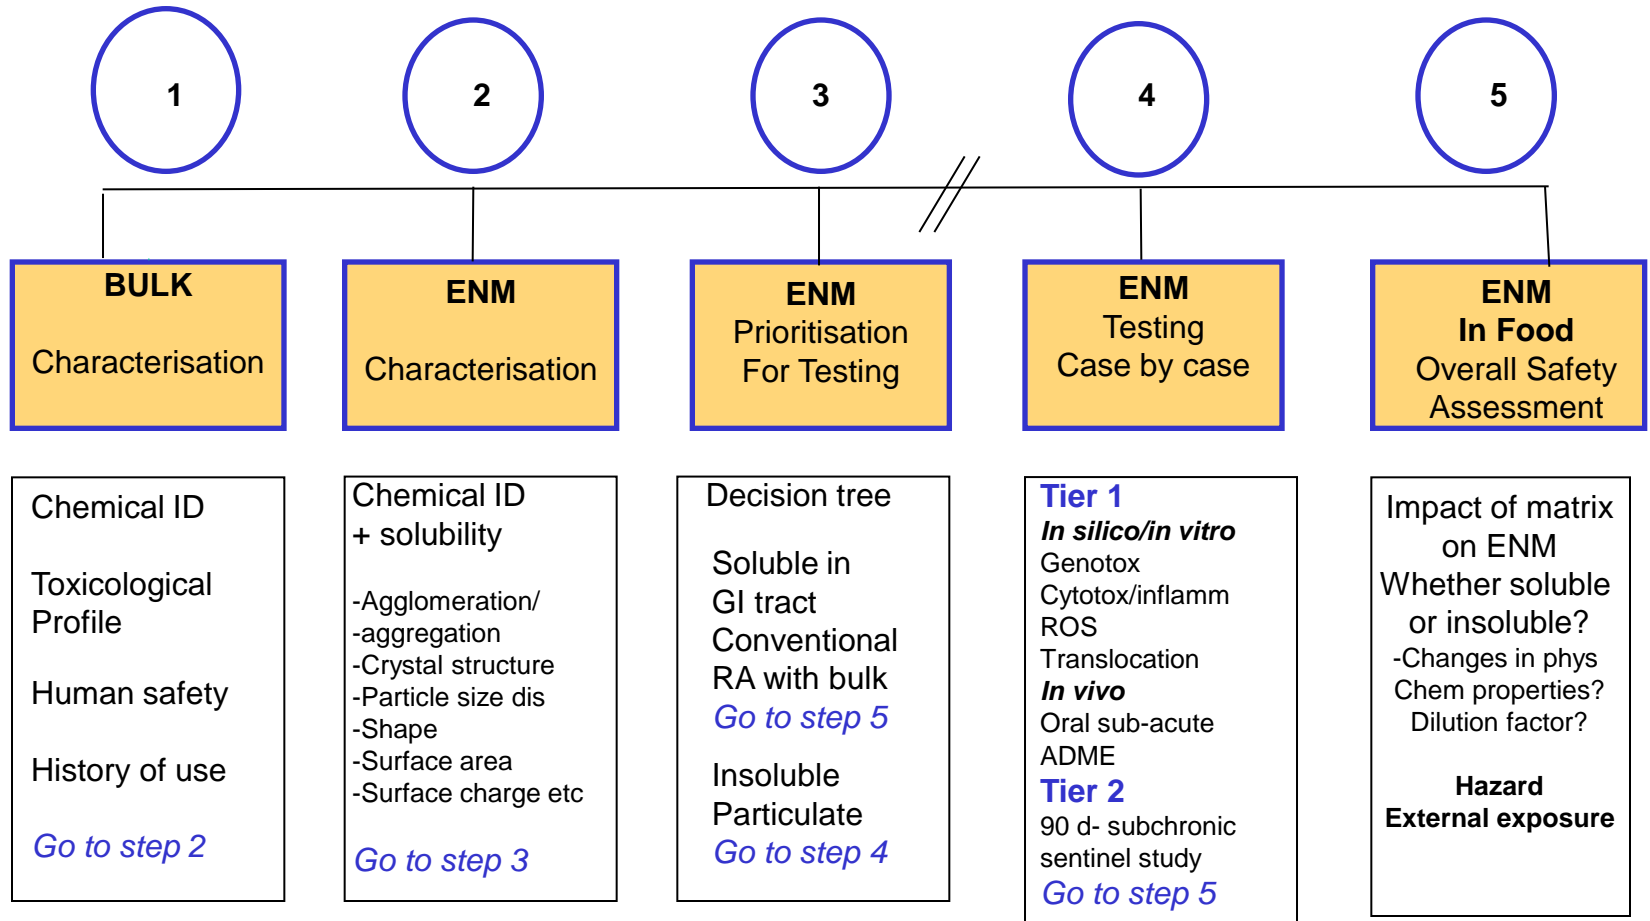 1
2
3
4
5
BULK
Characterisation
ENM
Characterisation
ENM
Prioritisation
For Testing
ENM
Testing
Case by case
ENM
In Food
Overall Safety
Assessment
Chemical ID
Toxicological
Profile
Human safety
History of use
Go to step 2
Chemical ID
+ solubility
-Agglomeration/
-aggregation
-Crystal structure
-Particle size dis
-Shape
-Surface area
-Surface charge etc
Go to step 3
Decision tree
Soluble in
GI tract
Conventional
RA with bulk
Go to step 5
Insoluble
Particulate
Go to step 4
Tier 1
In silico/in vitro
Genotox
Cytotox/inflamm
ROS
Translocation
In vivo
Oral sub-acute
ADME
Tier 2
90 d- subchronic
sentinel study
Go to step 5
Impact of matrix
on ENM
Whether soluble
or insoluble?
-Changes in phys
Chem properties?
Dilution factor?
Hazard
External exposure